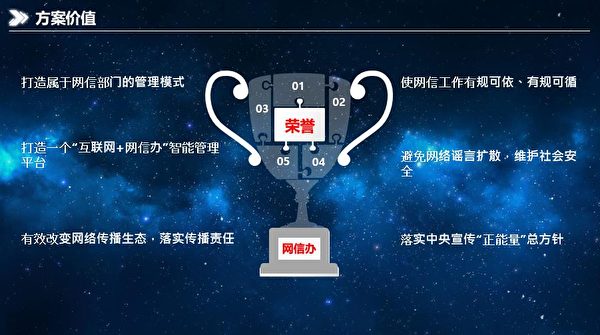 方案价值
打造属于网信部门的管理模式
打造一个“互联网+网信办”智能管理
平台
有效改变网络传播生态，落实传播责任
01
02
03
荣誉
05
04
网信办
使网信工作有规可依、有规可循
避免网络谣言扩散，维护社会安
全
落实中央宣传“正能量”总方针